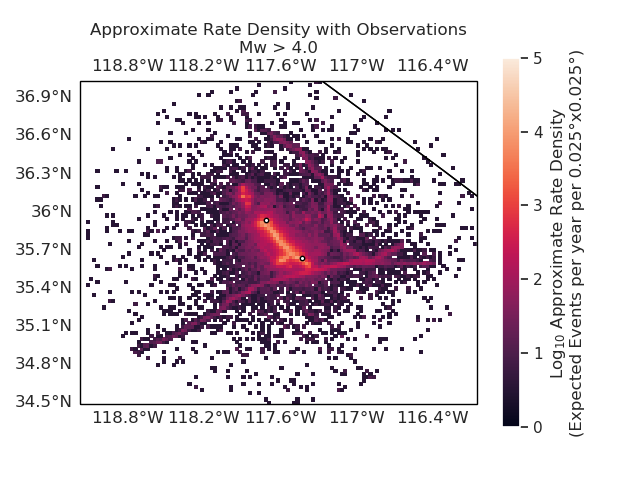 Approximate Rate Density with Observations
Mw > 4.0
118.8°W 118.2°W 117.6°W 117°W 116.4°W
36.9°N
36.6°N
36.3°N
36°N
35.7°N
35.4°N
35.1°N
34.8°N
34.5°N
118.8°W 118.2°W 117.6°W 117°W 116.4°W
5
4
3
2
1
0
Log₁₀ Approximate Rate Density
(Expected Events per year per 0.025°x0.025°)